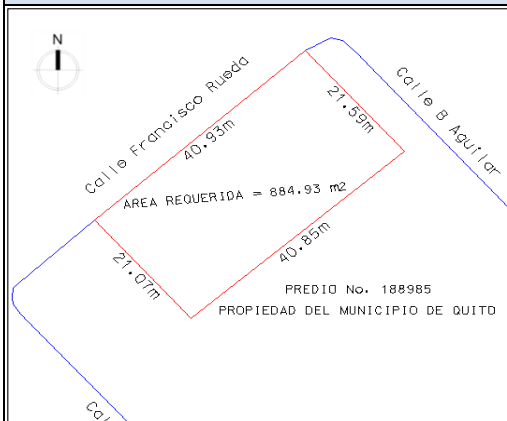 N
Calle Francisco Rueda
Calle B Aguilar
40.93m
21.59m
AREA REQUERIDA = 884.93 m2
40.85m
21.07m
PREDIO No. 188985
PROPIEDAD DEL MUNICIPIO DE QUITO